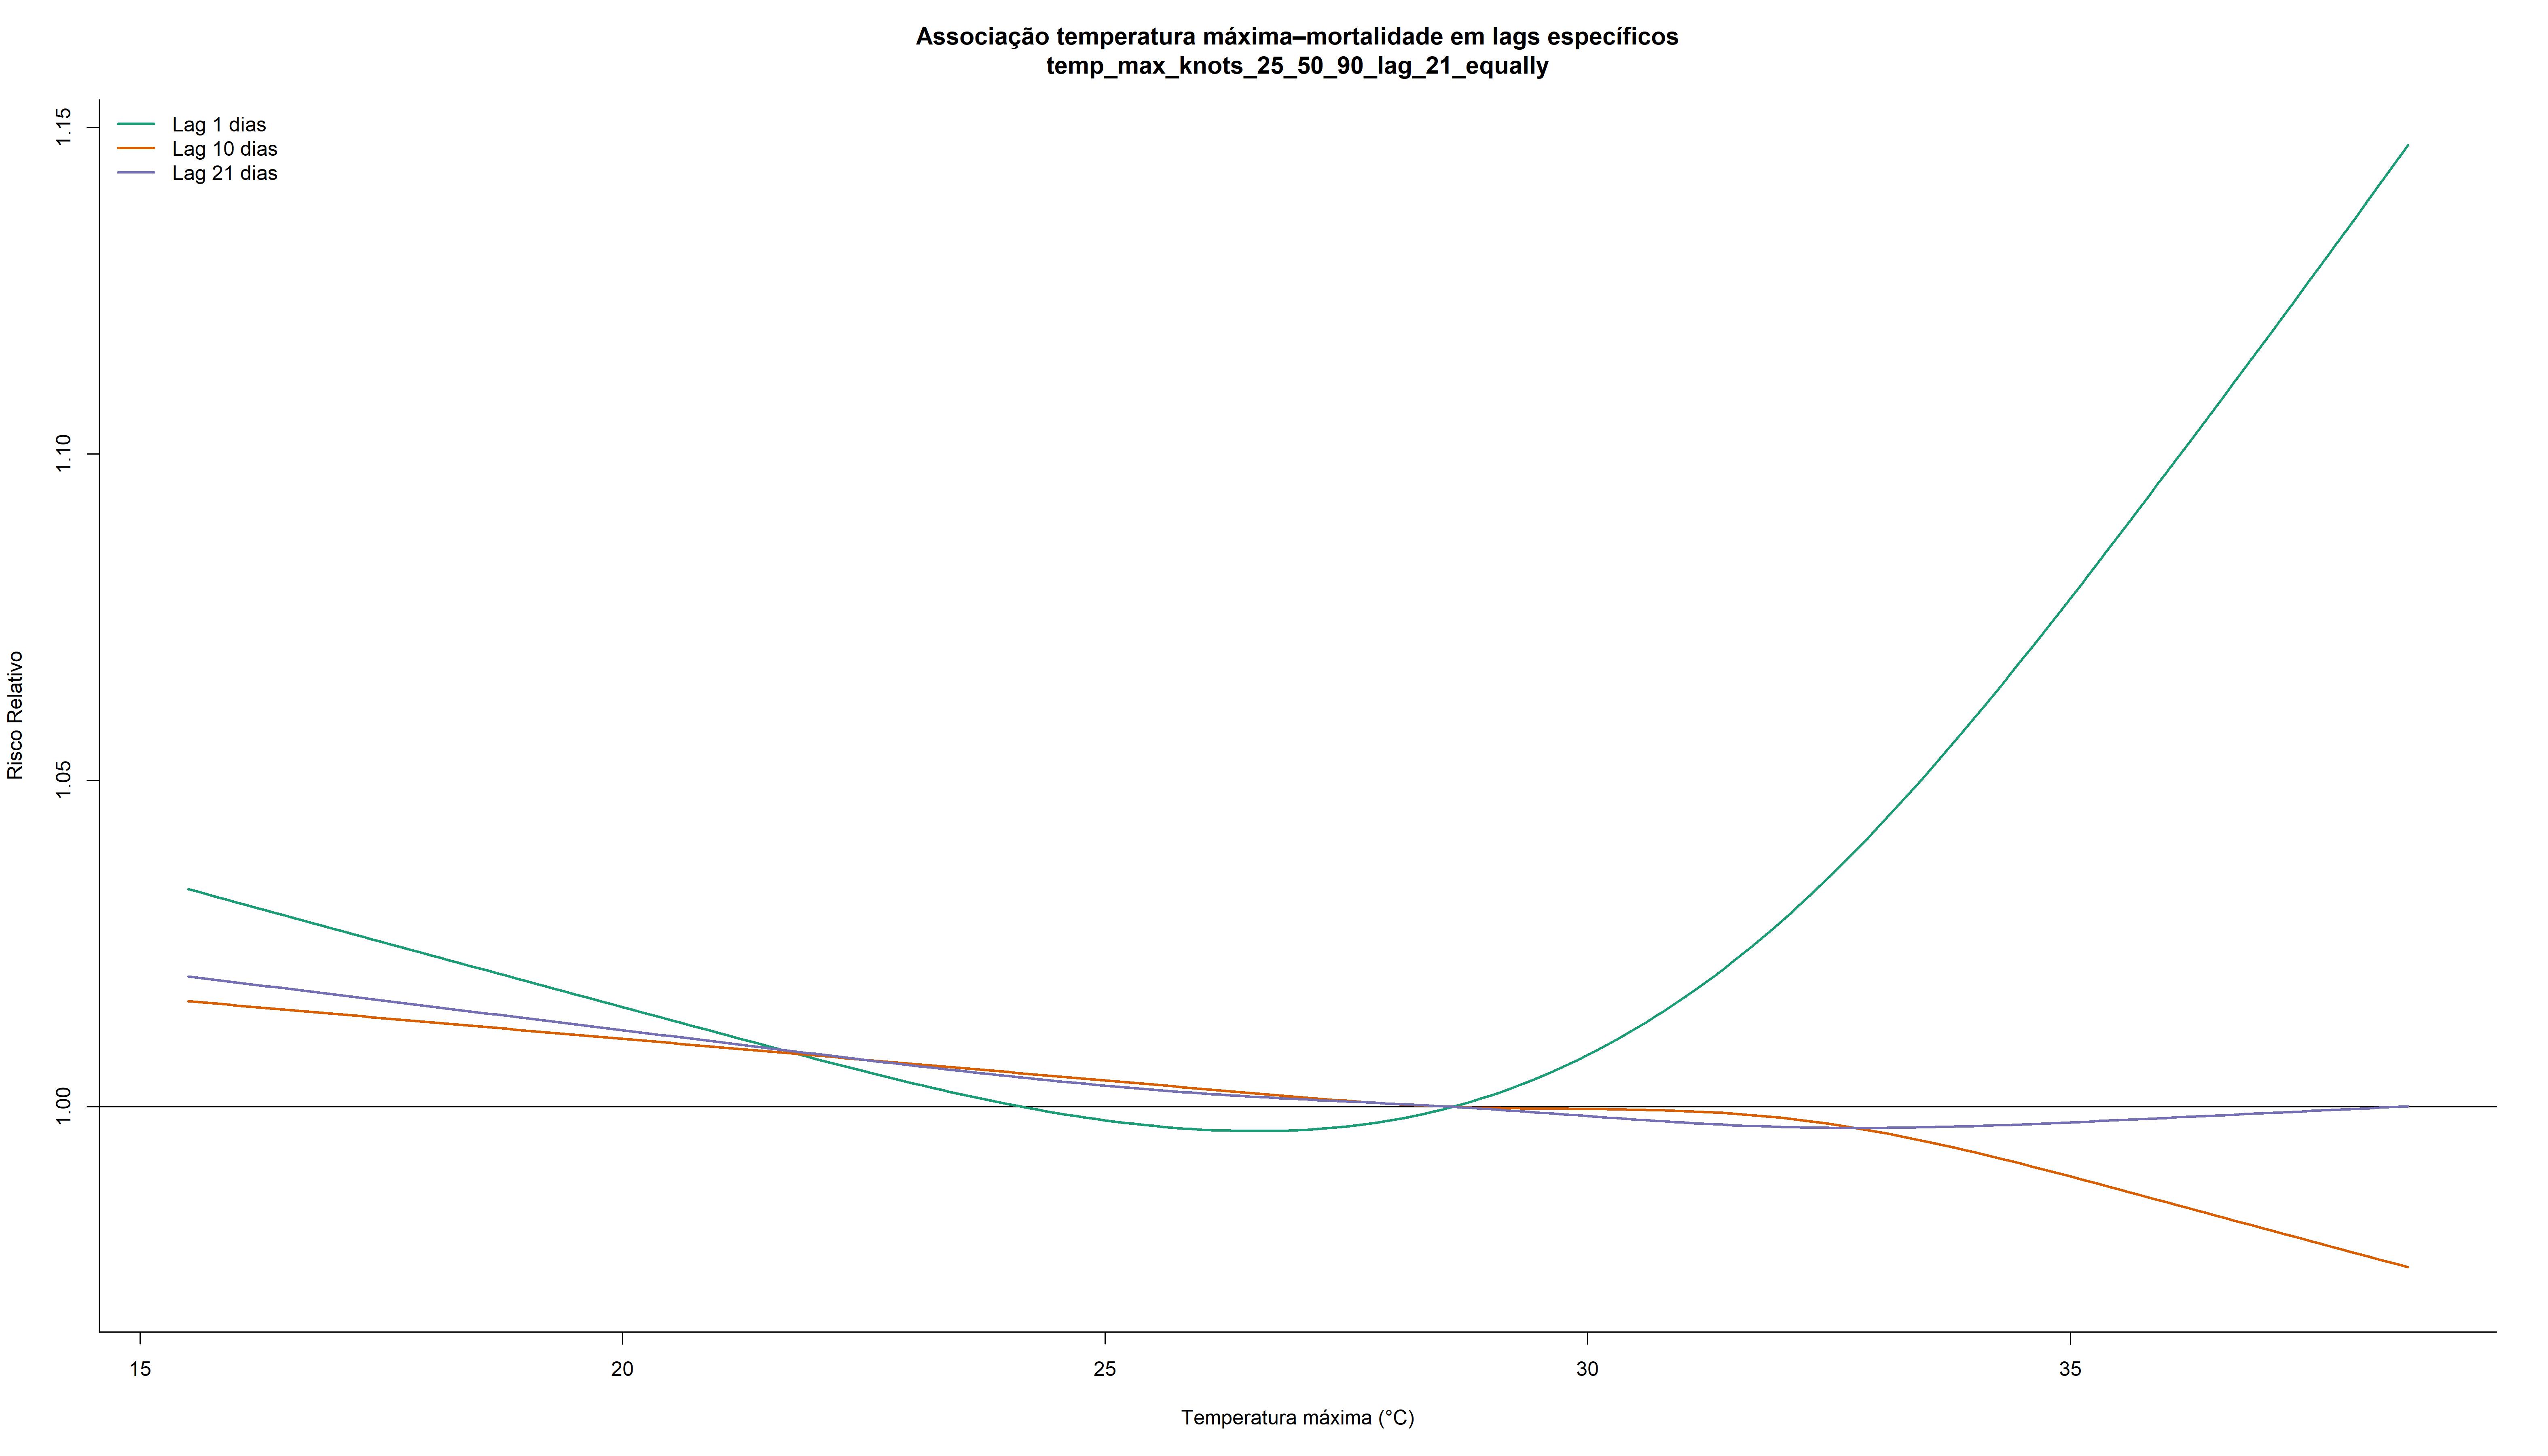 Associação temperatura máxima–mortalidade em lags específicos
temp_max_knots_25_50_90_lag_21_equally
Lag 1 dias
Lag 10 dias
Lag 21 dias
Risco Relativo
1.15
1.10
1.05
1.00
15 20 25 30 35
Temperatura máxima (°C)